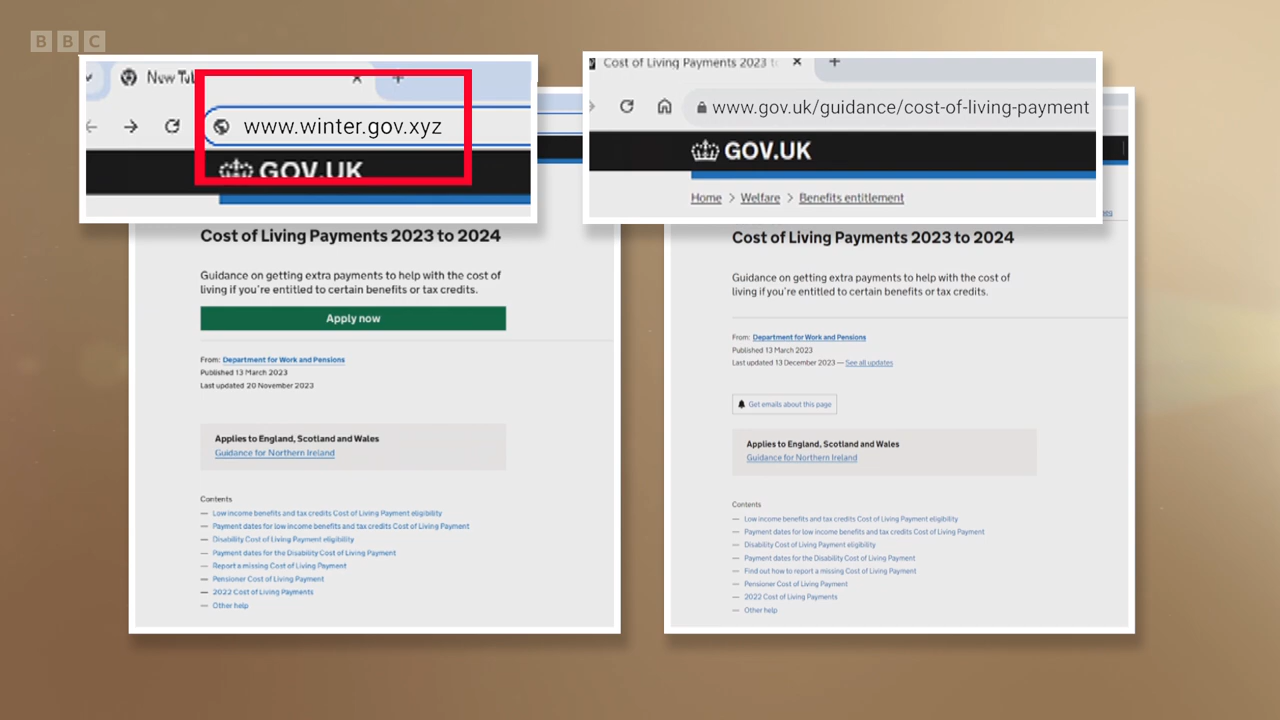 BBC
New Tab
www.winter.gov.xyz
GOV.UK
Cost of Living Payments 2023 to 2024
Guidance on getting extra payments to help with the cost of
living if you're entitled to certain benefits or tax credits.
Apply now
From: Department for Work and Pensions
Published 13 March 2023
Last updated 20 November 2023
Applies to England, Scotland and Wales
Guidance for Northern Ireland
Contents
— Low income benefits and tax credits Cost of Living Payment eligibility
— Payment dates for low income benefits and tax credits Cost of Living Payment
— Disability Cost of Living Payment eligibility
— Payment dates for the Disability Cost of Living Payment
— Report a missing Cost of Living Payment
— Pensioner Cost of Living Payment
— 2022 Cost of Living Payments
— Other help
Cost of Living Payments 2023 t
www.gov.uk/guidance/cost-of-living-payment
GOV.UK
Home > Welfare > Benefits entitlement
Cost of Living Payments 2023 to 2024
Guidance on getting extra payments to help with the cost of
living if you're entitled to certain benefits or tax credits.
From: Department for Work and Pensions
Published 13 March 2023
Last updated 13 December 2023 — See all updates
Get emails about this page
Applies to England, Scotland and Wales
Guidance for Northern Ireland
Contents
— Low income benefits and tax credits Cost of Living Payment eligibility
— Payment dates for low income benefits and tax credits Cost of Living Payment
— Disability Cost of Living Payment eligibility
— Payment dates for the Disability Cost of Living Payment
— Find out how to report a missing Cost of Living Payment
— Pensioner Cost of Living Payment
— 2022 Cost of Living Payments
— Other help